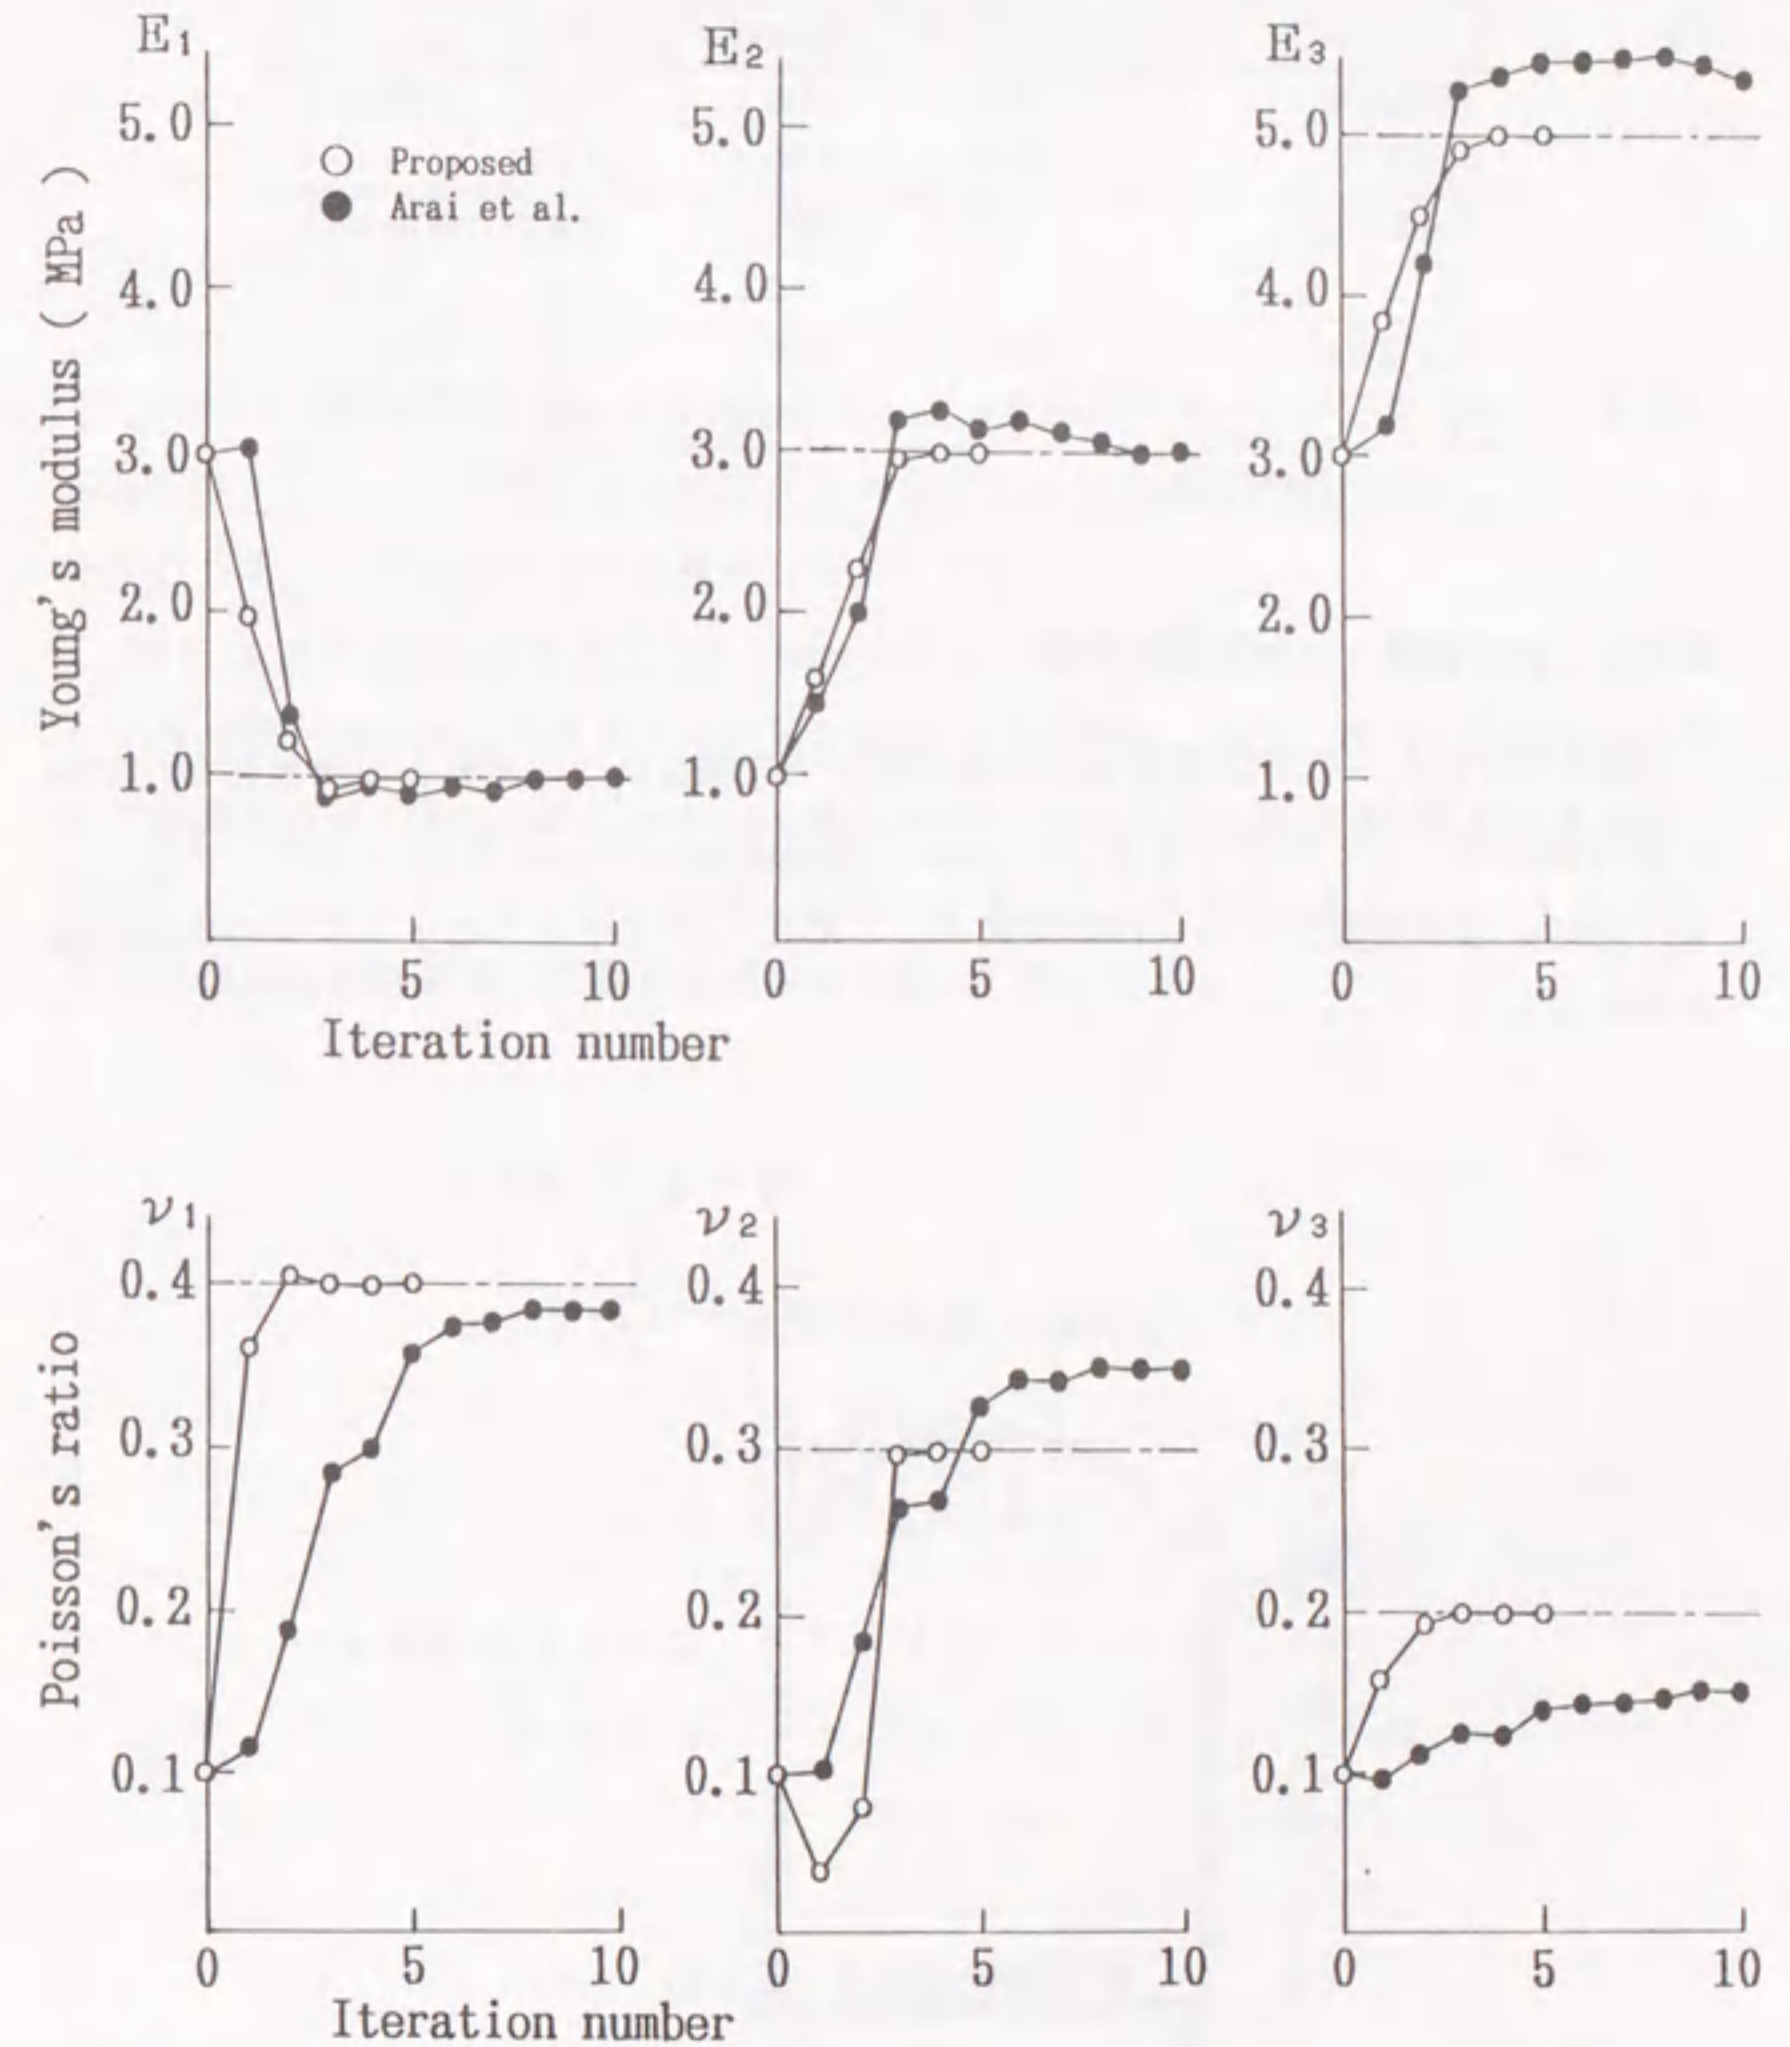 E1
5.0
4.0
3.0
2.0
1.0
0 5 10
Proposed
Arai et al.
Young's modulus ( MPa )
E2
5.0
4.0
3.0
2.0
1.0
0 5 10
E3
5.0
4.0
3.0
2.0
1.0
0 5 10
Iteration number
ν1
0.4
0.3
0.2
0.1
0 5 10
Poisson's ratio
ν2
0.4
0.3
0.2
0.1
0 5 10
ν3
0.4
0.3
0.2
0.1
0 5 10
Iteration number